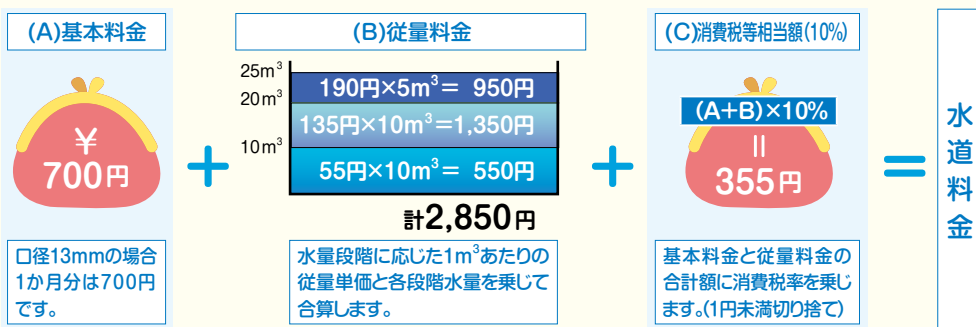 (A)基本料金
¥
700円
口径13mmの場合
1か月分は700円
です。
+
(B)従量料金
25m³
190円×5m³= 950円
20m³
135円×10m³=1,350円
10m³
55円×10m³= 550円
計2,850円
水量段階に応じた1m³あたりの
従量単価と各段階水量を乗じて
合算します。
+
(C)消費税等相当額(10%)
(A+B)×10%
=
355円
基本料金と従量料金の
合計額に消費税率を乗じ
ます。(1円未満切り捨て)
=
水道料金